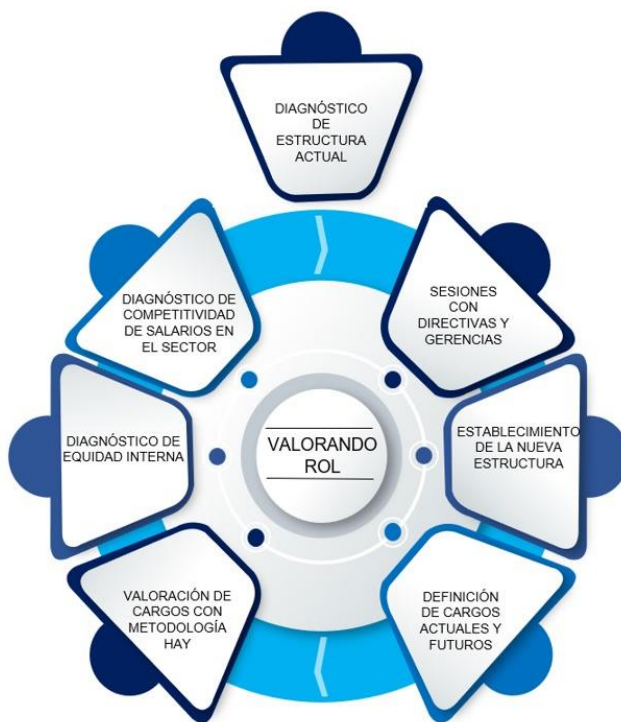 DIAGNÓSTICO
DE
ESTRUCTURA
ACTUAL
SESIONES
CON
DIRECTIVAS Y
GERENCIAS
ESTABLECIMIENTO
DE LA NUEVA
ESTRUCTURA
DEFINICIÓN
DE CARGOS
ACTUALES Y
FUTUROS
VALORACIÓN DE
CARGOS CON
METODOLOGÍA
HAY
DIAGNÓSTICO DE
EQUIDAD INTERNA
DIAGNÓSTICO DE
COMPETITIVIDAD
DE SALARIOS EN
EL SECTOR
VALORANDO
ROL